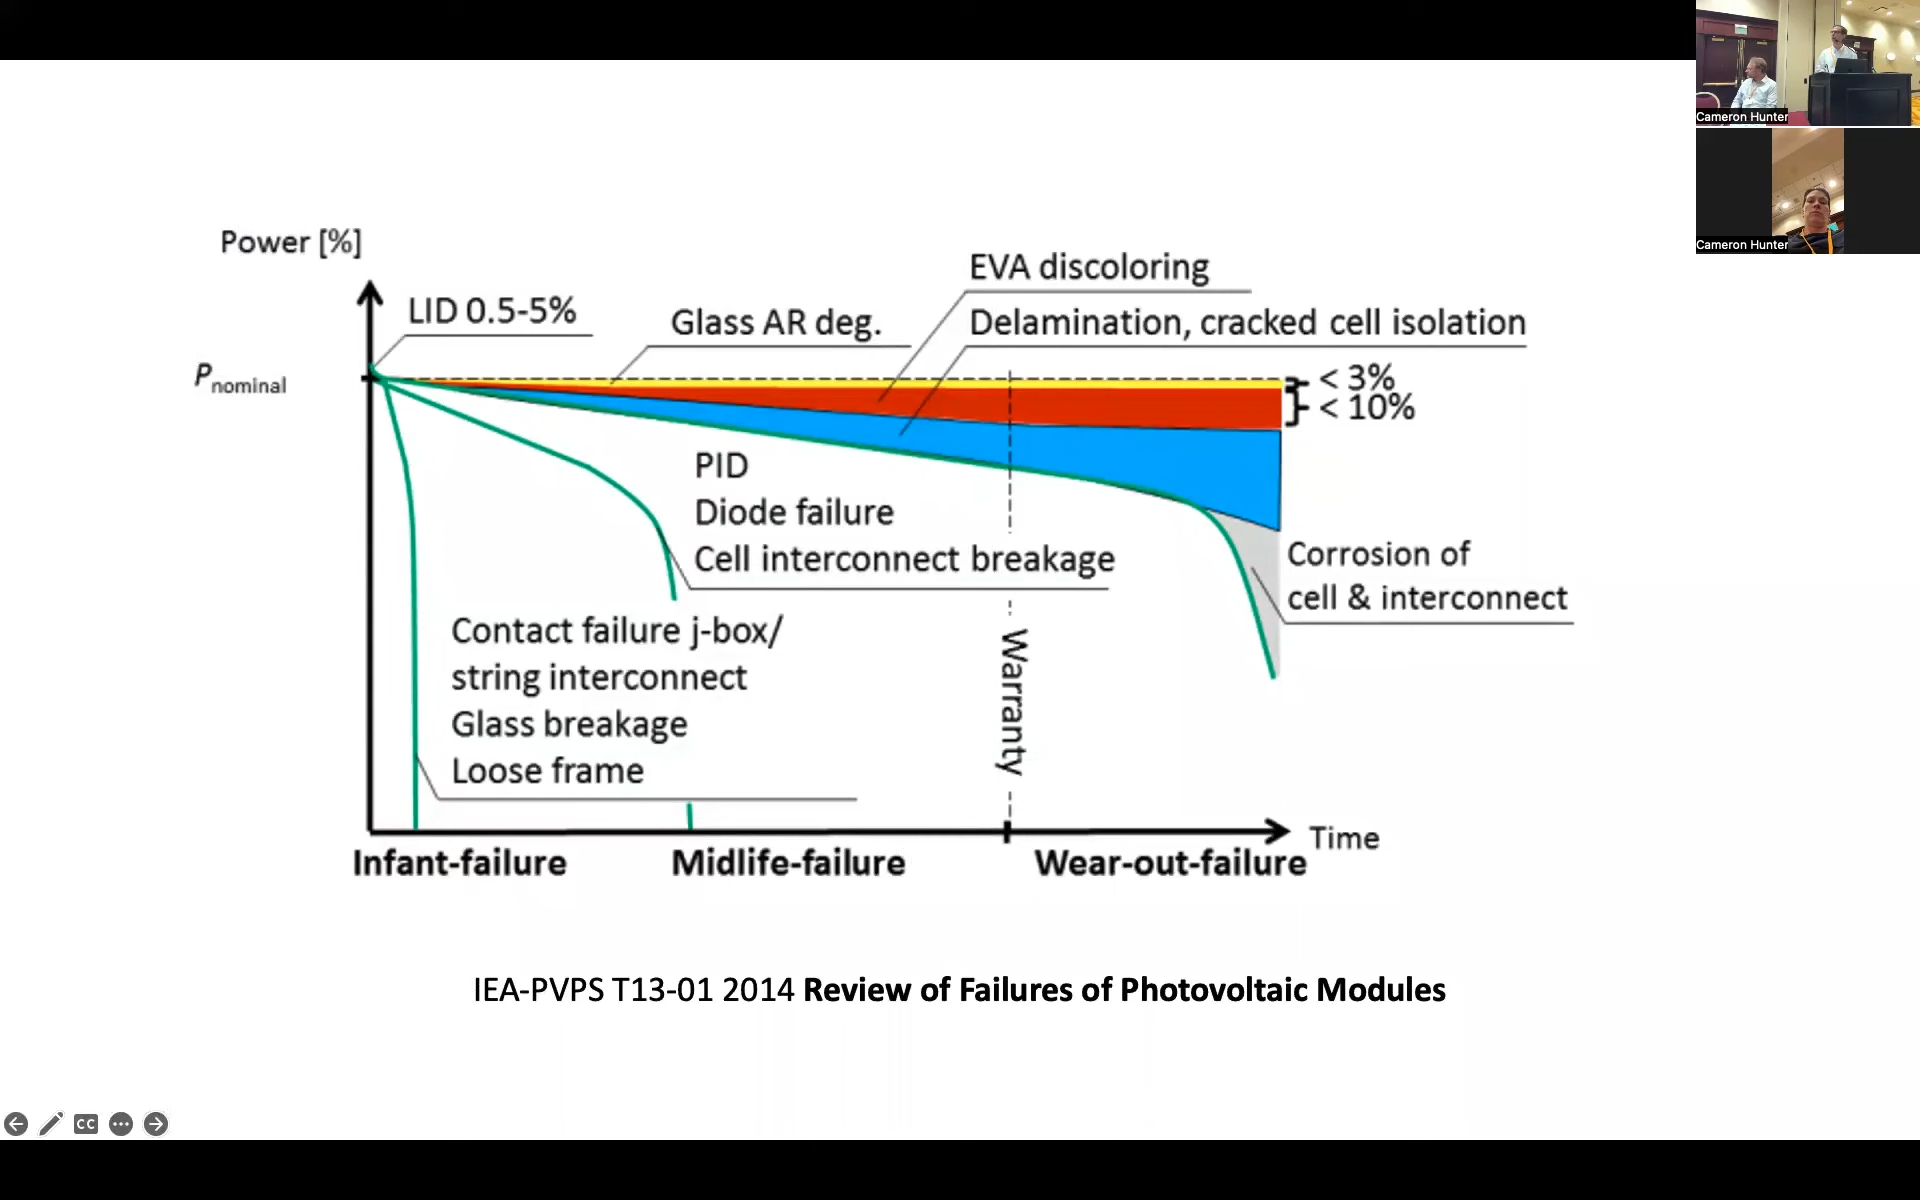 Cameron Hunter
Cameron Hunter
Power [%]
EVA discoloring
LID 0.5-5%
Glass AR deg.
Delamination, cracked cell isolation
Pnominal
< 3%
< 10%
PID
Diode failure
Cell interconnect breakage
Corrosion of
cell & interconnect
Contact failure j-box/
string interconnect
Glass breakage
Loose frame
Warranty
Time
Infant-failure
Midlife-failure
Wear-out-failure
IEA-PVPS T13-01 2014 Review of Failures of Photovoltaic Modules
CC